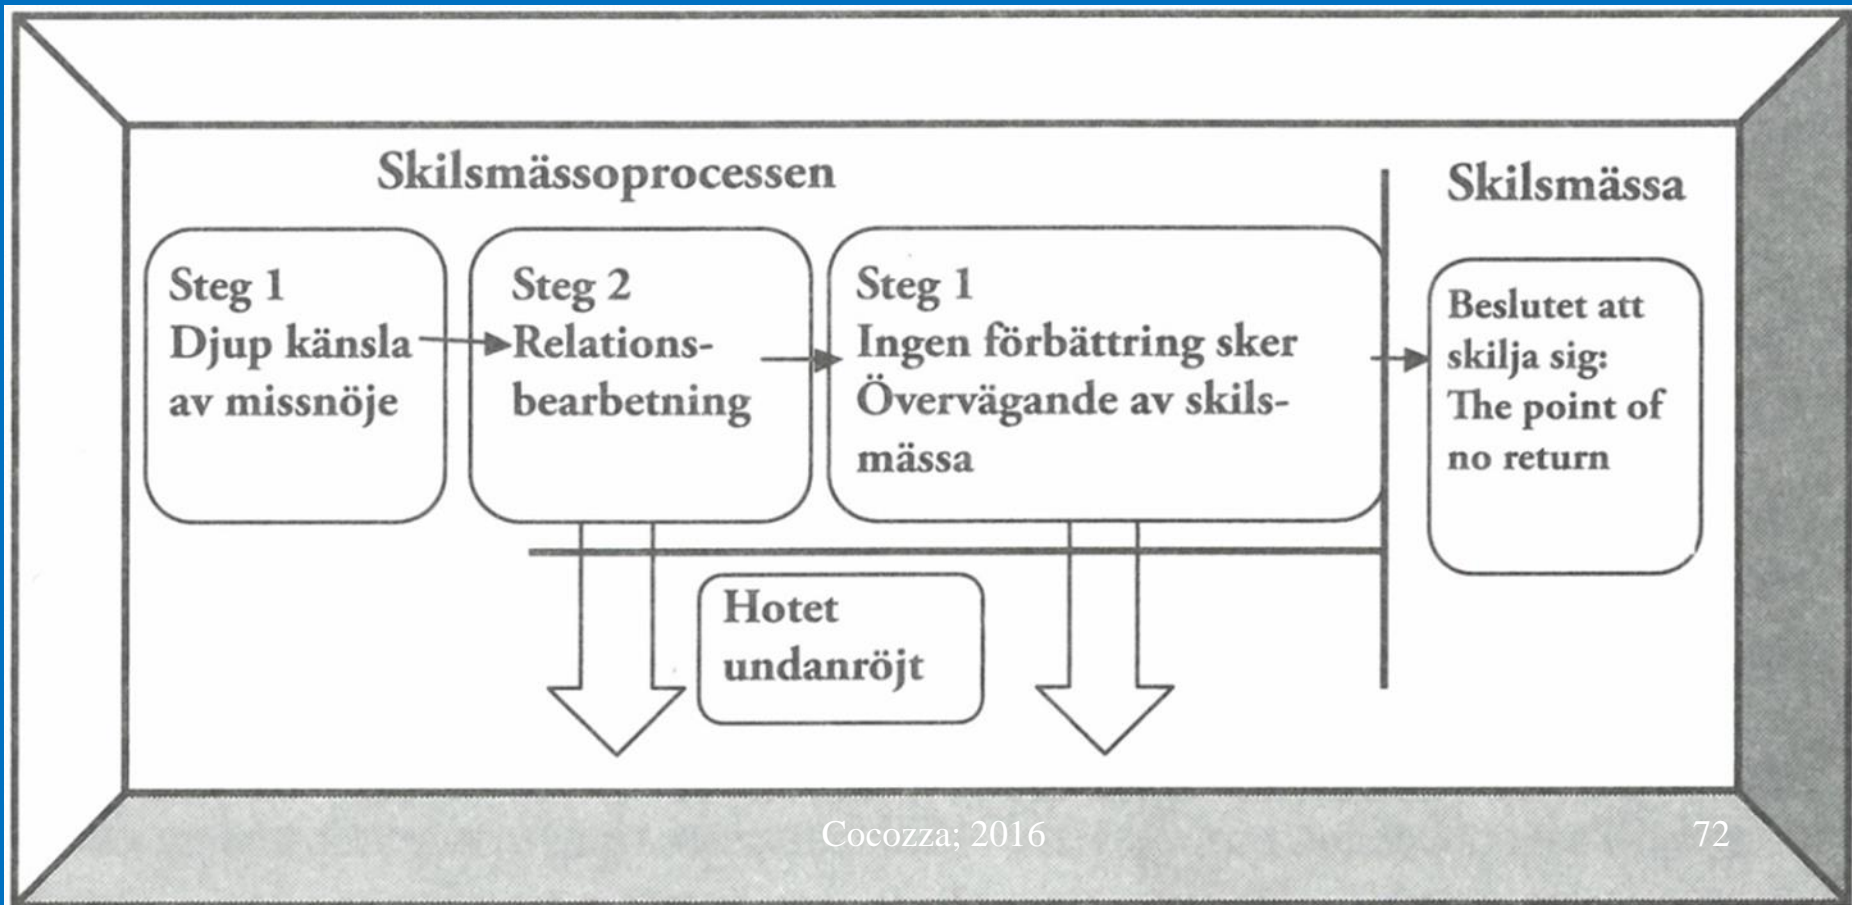 Skilsmässoprocessen
Skilsmässa
Steg 1
Djup känsla
av missnöje
Steg 2
Relations-
bearbetning
Steg 1
Ingen förbättring sker
Övervägande av skils-
mässa
Beslutet att
skilja sig:
The point of
no return
Hotet
undanröjt
Cocozza; 2016
72